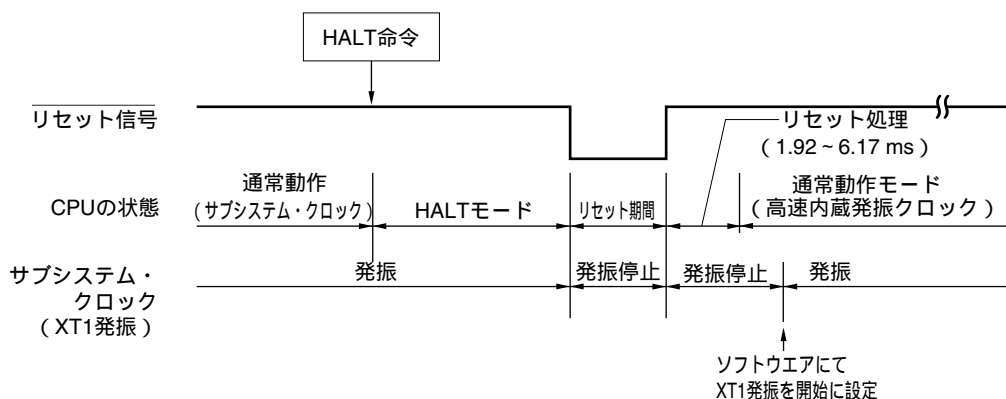 HALT命令
リセット信号
リセット処理
（1.92～6.17 ms）
CPUの状態
通常動作
（サブシステム・クロック）
HALTモード
リセット期間
通常動作モード
（高速内蔵発振クロック）
サブシステム・
クロック
（XT1発振）
発振
発振停止
発振停止
発振
ソフトウエアにて
XT1発振を開始に設定